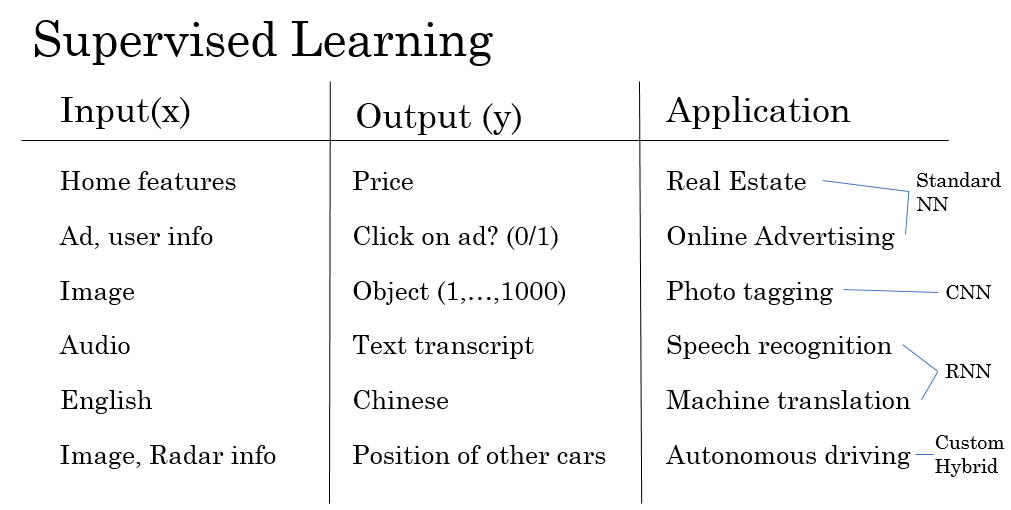 Supervised Learning
Input(x) Output (y) Application
Home features Price Real Estate
Standard
NN
Ad, user info Click on ad? (0/1) Online Advertising
Image Object (1,...,1000) Photo tagging CNN
Audio Text transcript Speech recognition
RNN
English Chinese Machine translation
Image, Radar info Position of other cars Autonomous driving
Custom
Hybrid